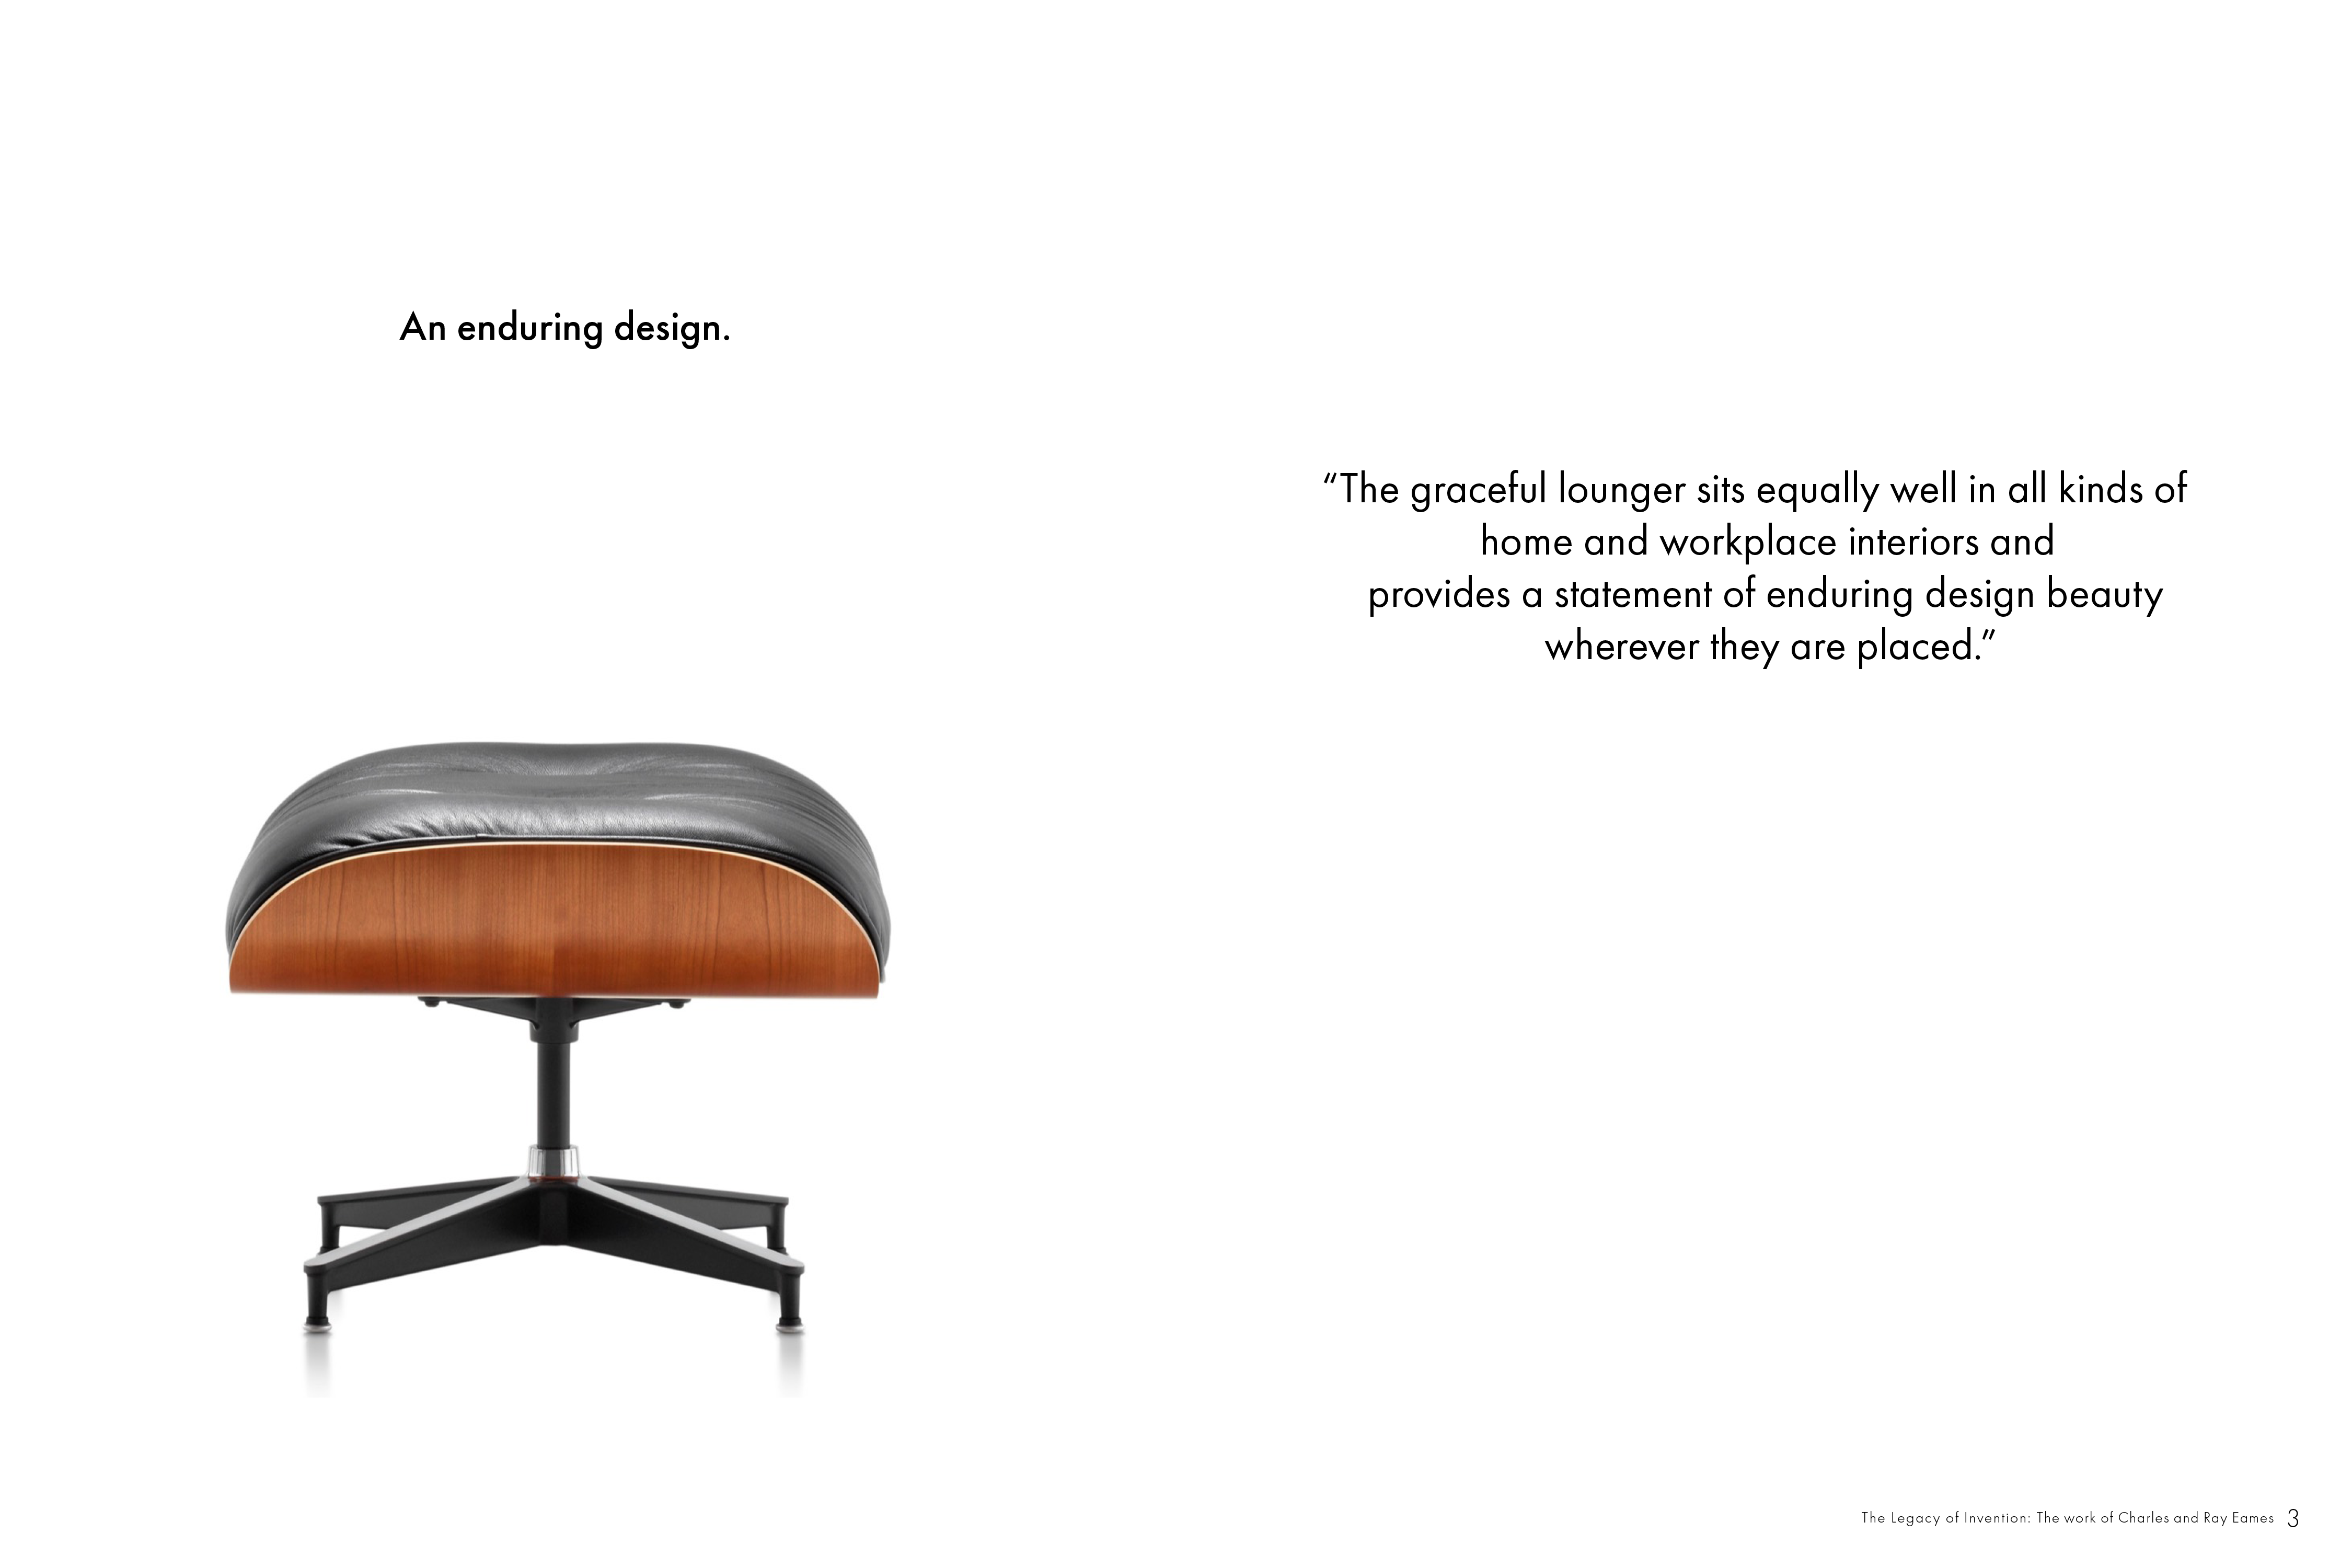 An enduring design.
“The graceful lounger sits equally well in all kinds of
home and workplace interiors and
provides a statement of enduring design beauty
wherever they are placed.”
The Legacy of Invention: The work of Charles and Ray Eames 3